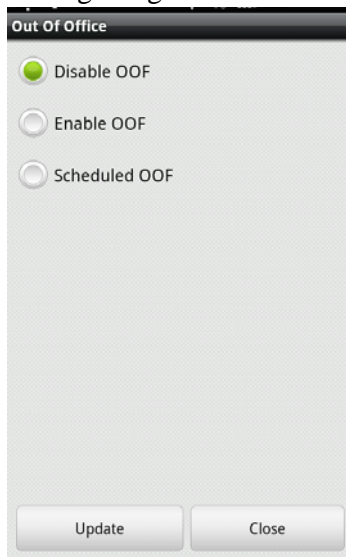 Out Of Office
Disable OOF
Enable OOF
Scheduled OOF
Update
Close